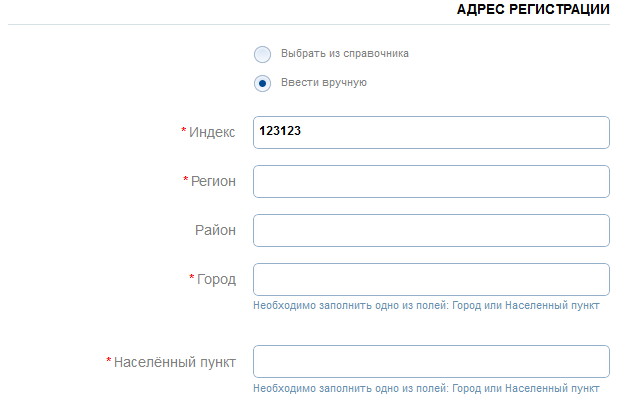 АДРЕС РЕГИСТРАЦИИ
Выбрать из справочника
Ввести вручную
* Индекс 123123
* Регион
Район
* Город
Необходимо заполнить одно из полей: Город или Населенный пункт
* Населённый пункт
Необходимо заполнить одно из полей: Город или Населенный пункт